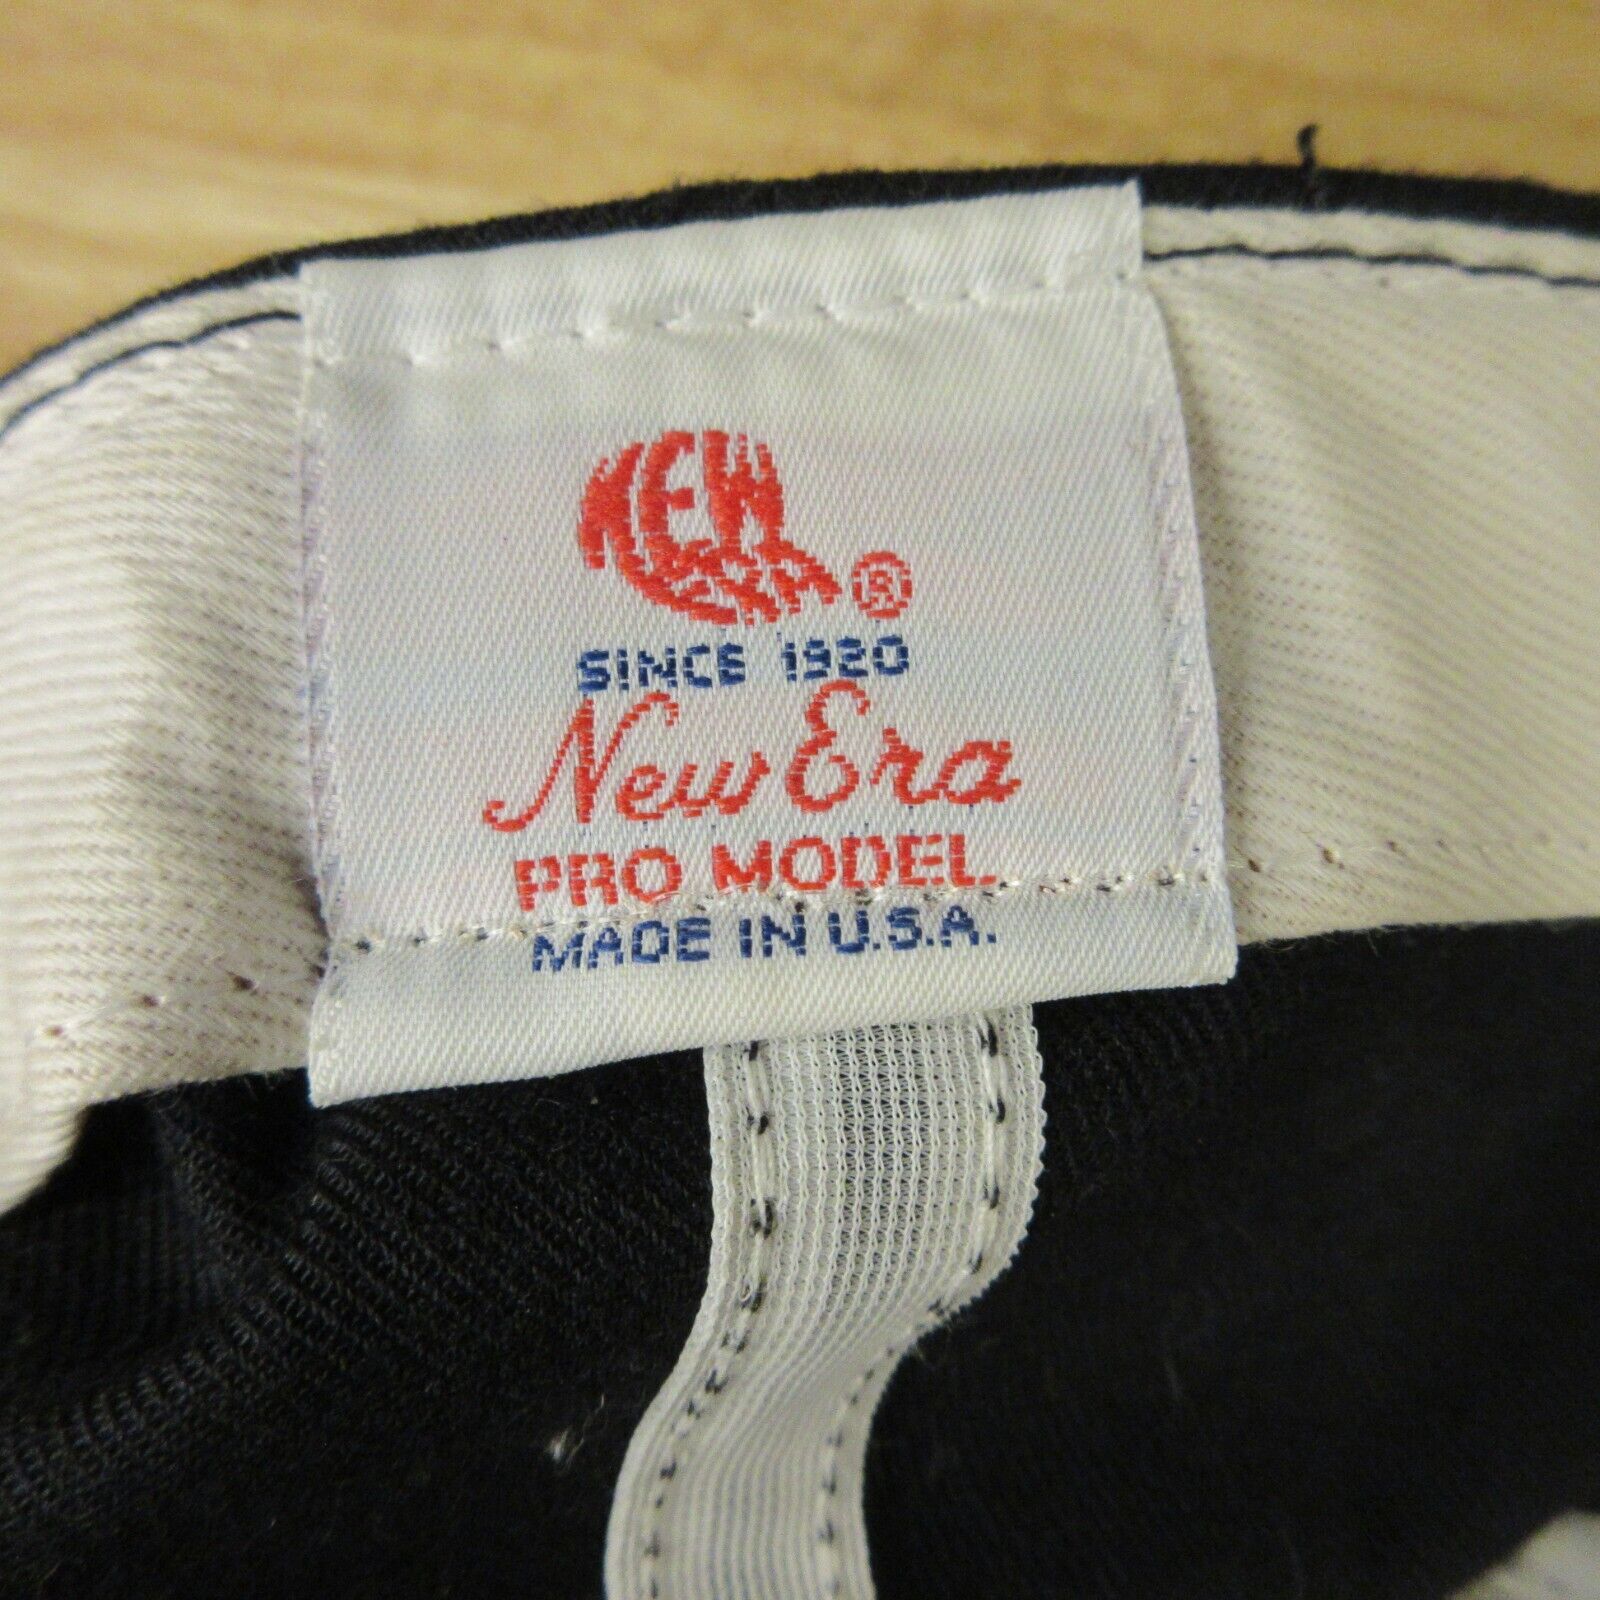 NEW
ERA ®
SINCE 1920
New Era
PRO MODEL
MADE IN U.S.A.